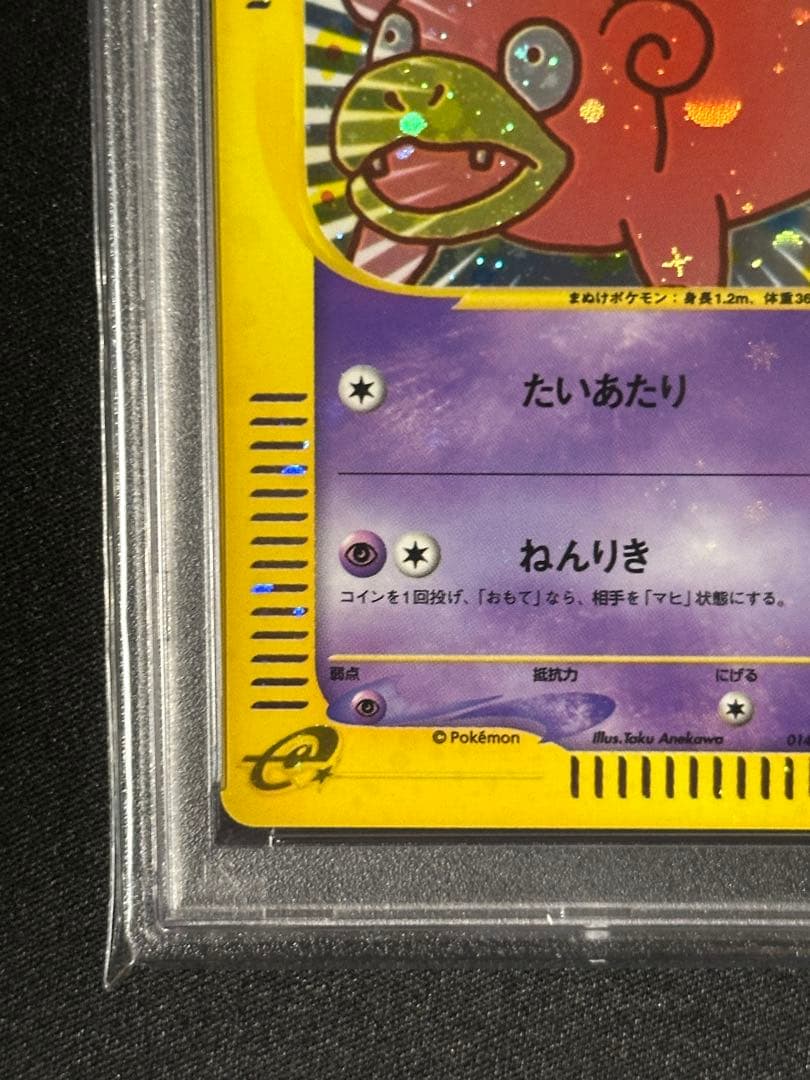 まぬけポケモン：身長1.2m、体重36
たいあたり
ねんりき
コインを1回投げ、「おもて」なら、相手を「マヒ」状態にする。
弱点 抵抗力 にげる
© Pokémon Illus.Taku Anekawa 014
e